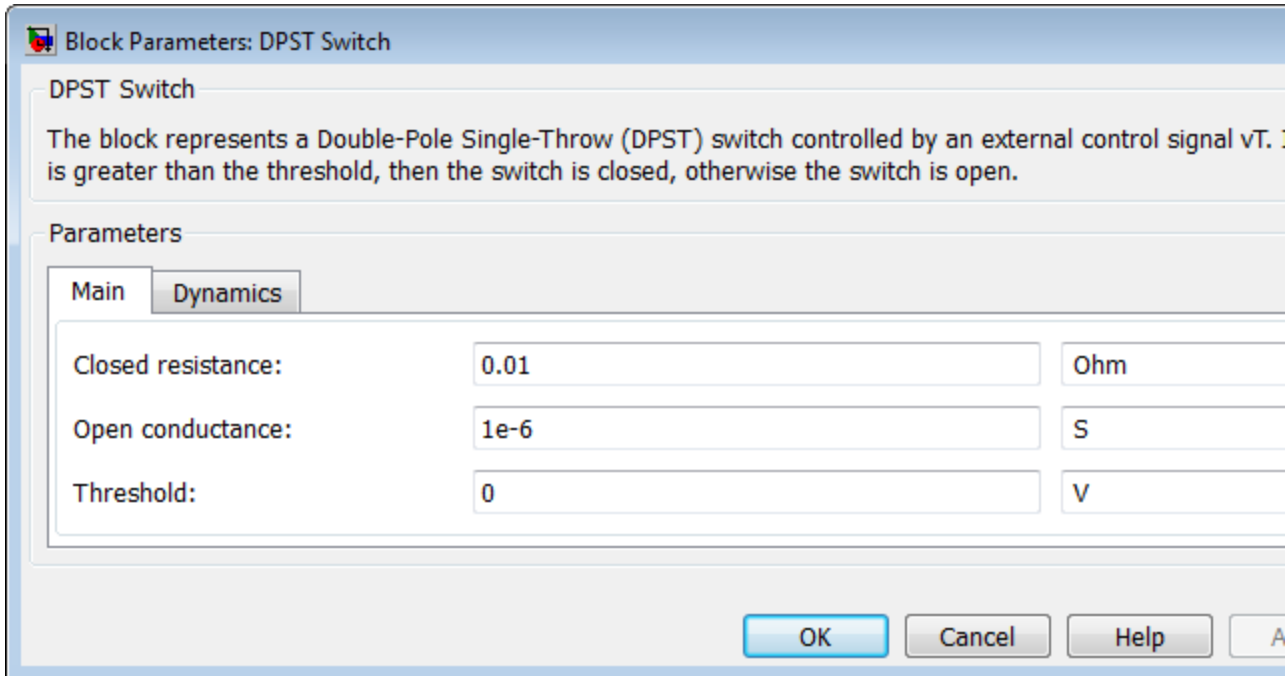 Block Parameters: DPST Switch
DPST Switch
The block represents a Double-Pole Single-Throw (DPST) switch controlled by an external control signal vT.
is greater than the threshold, then the switch is closed, otherwise the switch is open.
Parameters
Main Dynamics
Closed resistance: 0.01 Ohm
Open conductance: 1e-6 S
Threshold: 0 V
OK Cancel Help